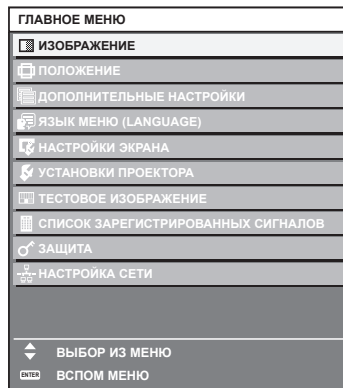 ГЛАВНОЕ МЕНЮ
ИЗОБРАЖЕНИЕ
ПОЛОЖЕНИЕ
ДОПОЛНИТЕЛЬНЫЕ НАСТРОЙКИ
ЯЗЫК МЕНЮ (LANGUAGE)
НАСТРОЙКИ ЭКРАНА
УСТАНОВКИ ПРОЕКТОРА
ТЕСТОВОЕ ИЗОБРАЖЕНИЕ
СПИСОК ЗАРЕГИСТРИРОВАННЫХ СИГНАЛОВ
ЗАЩИТА
НАСТРОЙКА СЕТИ
ВЫБОР ИЗ МЕНЮ
ENTER ВСПОМ МЕНЮ